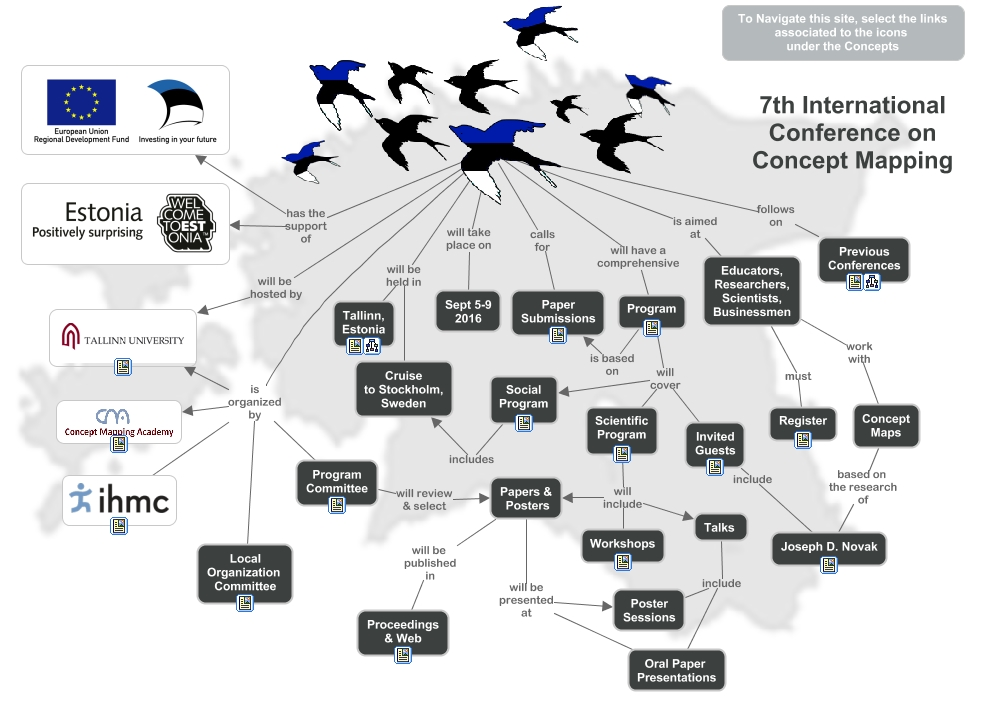 To Navigate this site, select the links
associated to the icons
under the Concepts
7th International
Conference on
Concept Mapping
European Union
Regional Development Fund
Investing in your future
Estonia
Positively surprising
WEL
COME
TO EST
ONIA
TM
has the
support
of
will be
hosted by
will be
held in
will take
place on
calls
for
will have a
comprehensive
is aimed
at
follows
on
Previous
Conferences
Educators,
Researchers,
Scientists,
Businessmen
Tallinn,
Estonia
Sept 5-9
2016
Paper
Submissions
Program
TALLINN UNIVERSITY
is based
on
work
with
Cruise
to Stockholm,
Sweden
Social
Program
will
cover
must
is
organized
by
CMA
Concept Mapping Academy
Scientific
Program
Invited
Guests
Register
Concept
Maps
includes
include
based on
the research
of
ihmc
Program
Committee
will review
& select
Papers &
Posters
will
include
Talks
Workshops
Joseph D. Novak
Local
Organization
Committee
will be
published
in
will be
presented
at
include
Poster
Sessions
Proceedings
& Web
Oral Paper
Presentations